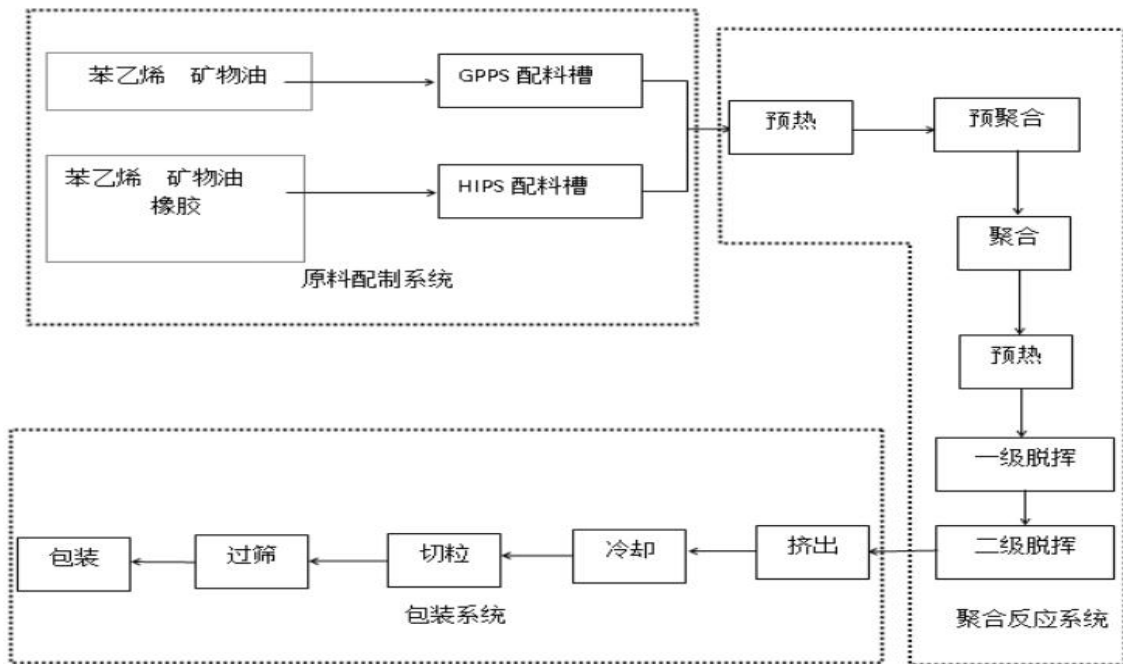 苯乙烯 矿物油
GPPS 配料槽
预热
预聚合
苯乙烯 矿物油
橡胶
HIPS 配料槽
聚合
原料配制系统
预热
一级脱挥
二级脱挥
挤出
冷却
切粒
过筛
包装
包装系统
聚合反应系统